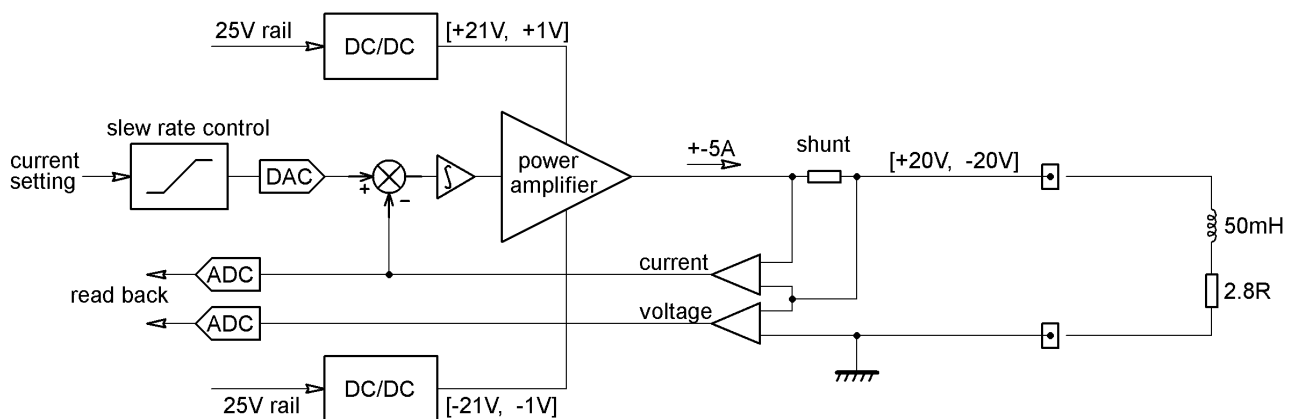 25V rail
DC/DC
[+21V, +1V]
slew rate control
current
setting
DAC
+
−
∫
power
amplifier
+-5A
shunt
[+20V, -20V]
50mH
2.8R
ADC
current
read back
ADC
voltage
25V rail
DC/DC
[-21V, -1V]